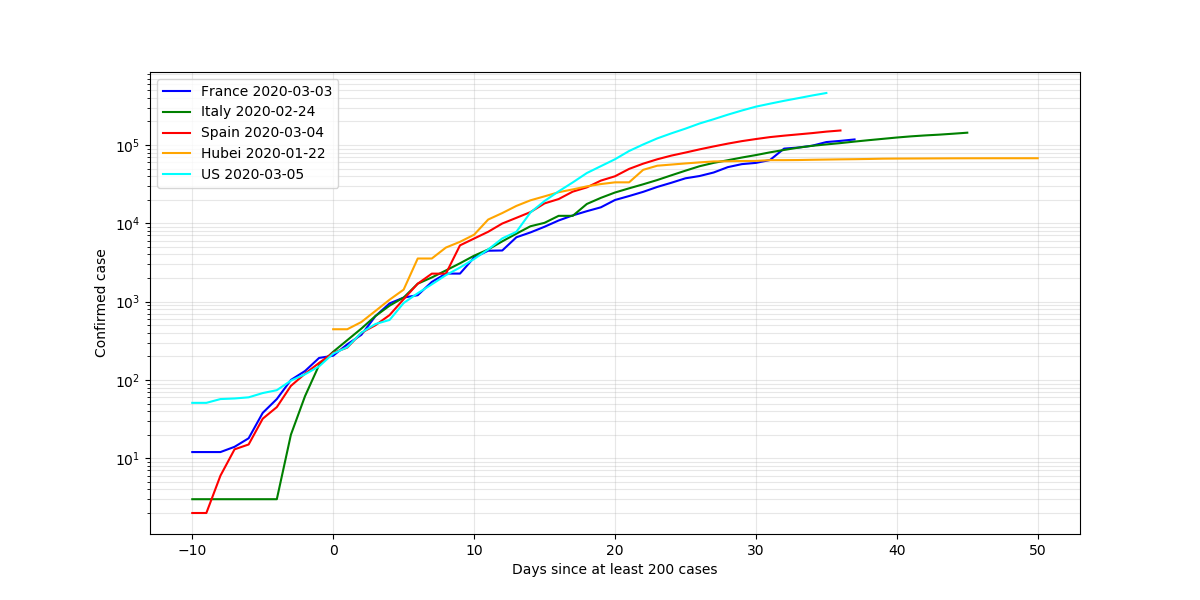 France 2020-03-03
Italy 2020-02-24
Spain 2020-03-04
Hubei 2020-01-22
US 2020-03-05
Confirmed case
10⁵
10⁴
10³
10²
10¹
−10 0 10 20 30 40 50
Days since at least 200 cases